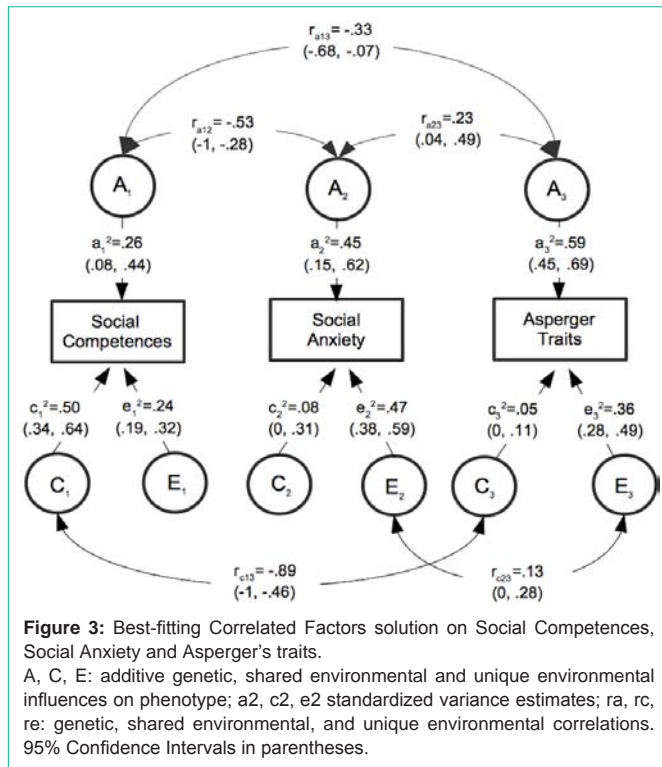 rₐ₁₃= -.33
(-.68, -.07)
rₐ₁₂= -.53
(-1, -.28)
rₐ₂₃=.23
(.04, .49)
A₁
A₂
A₃
a₁²=.26
(.08, .44)
a₂²=.45
(.15, .62)
a₃²=.59
(.45, .69)
Social
Competences
Social
Anxiety
Asperger
Traits
c₁²=.50
(.34, .64)
e₁²=.24
(.19, .32)
c₂²=.08
(0, .31)
e₂²=.47
(.38, .59)
c₃²=.05
(0, .11)
e₃²=.36
(.28, .49)
C₁
E₁
C₂
E₂
C₃
E₃
r_c13= -.89
(-1, -.46)
r_c23=.13
(0, .28)
Figure 3: Best-fitting Correlated Factors solution on Social Competences,
Social Anxiety and Asperger's traits.
A, C, E: additive genetic, shared environmental and unique environmental
influences on phenotype; a2, c2, e2 standardized variance estimates; ra, rc,
re: genetic, shared environmental, and unique environmental correlations.
95% Confidence Intervals in parentheses.